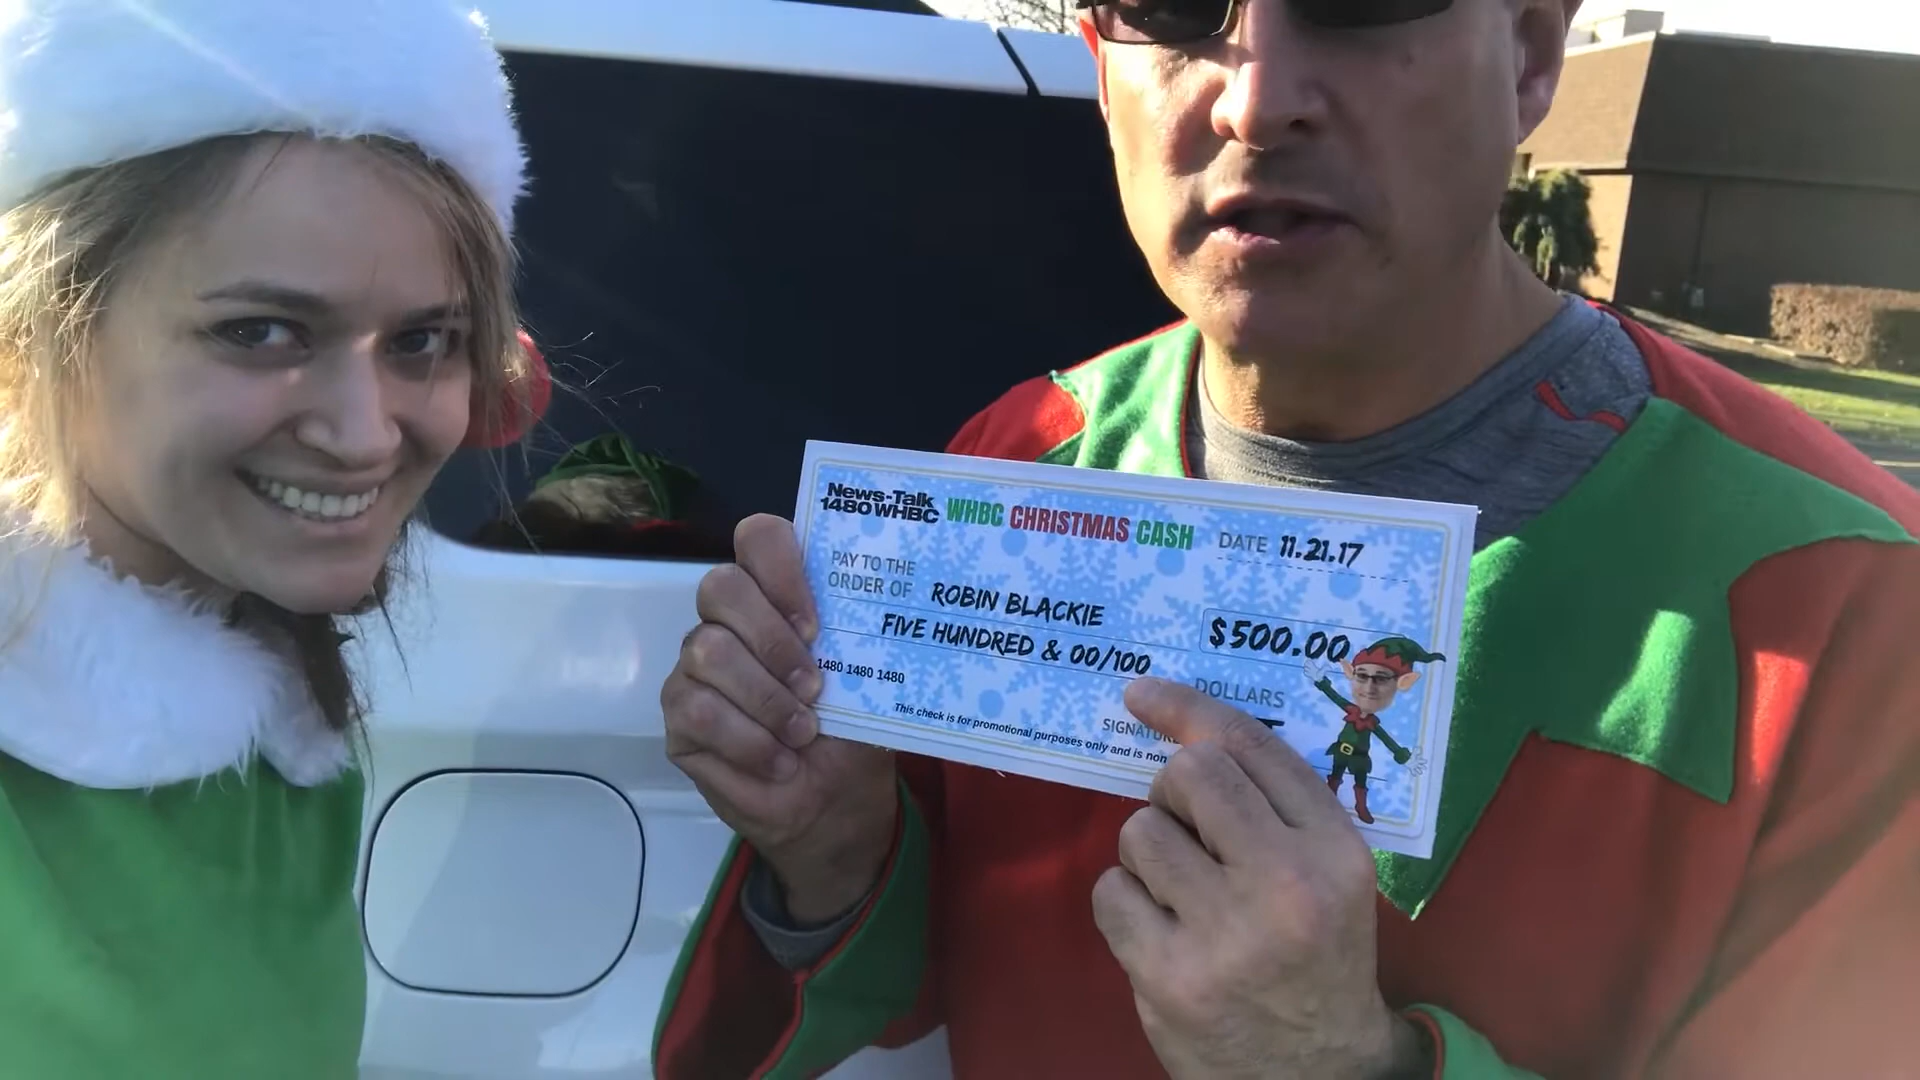 News-Talk
1480 WHBC
WHBC CHRISTMAS CASH
DATE 11.21.17
PAY TO THE
ORDER OF ROBIN BLACKIE
$500.00
FIVE HUNDRED & 00/100
DOLLARS
1480 1480 1480
SIGNATURE
This check is for promotional purposes only and is non